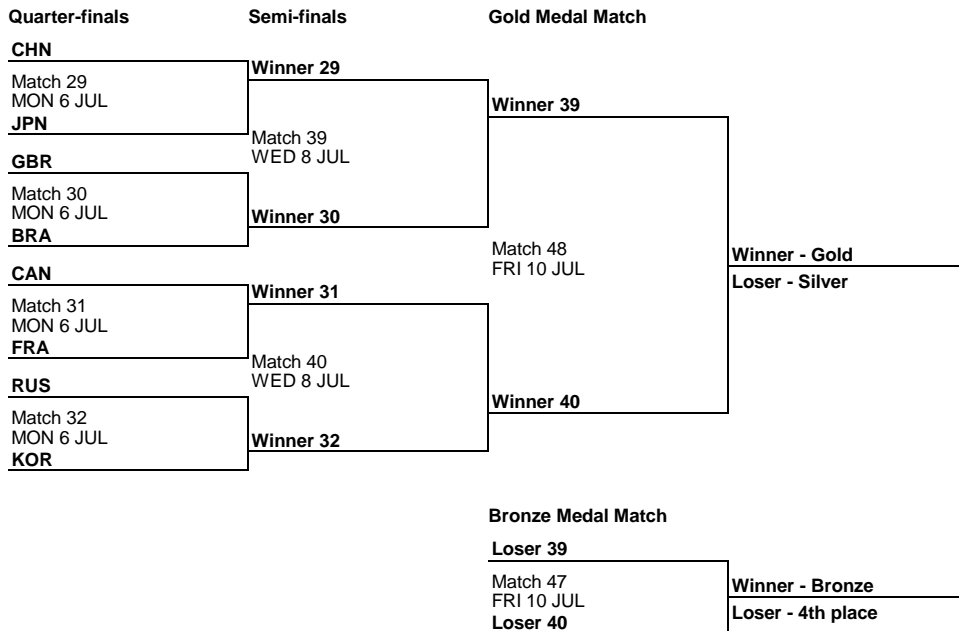 Quarter-finals Semi-finals Gold Medal Match
CHN
Match 29
MON 6 JUL
JPN
GBR
Match 30
MON 6 JUL
BRA
CAN
Match 31
MON 6 JUL
FRA
RUS
Match 32
MON 6 JUL
KOR
Winner 29
Match 39
WED 8 JUL
Winner 30
Winner 31
Match 40
WED 8 JUL
Winner 32
Winner 39
Match 48
FRI 10 JUL
Winner 40
Winner - Gold
Loser - Silver
Bronze Medal Match
Loser 39
Match 47
FRI 10 JUL
Loser 40
Winner - Bronze
Loser - 4th place